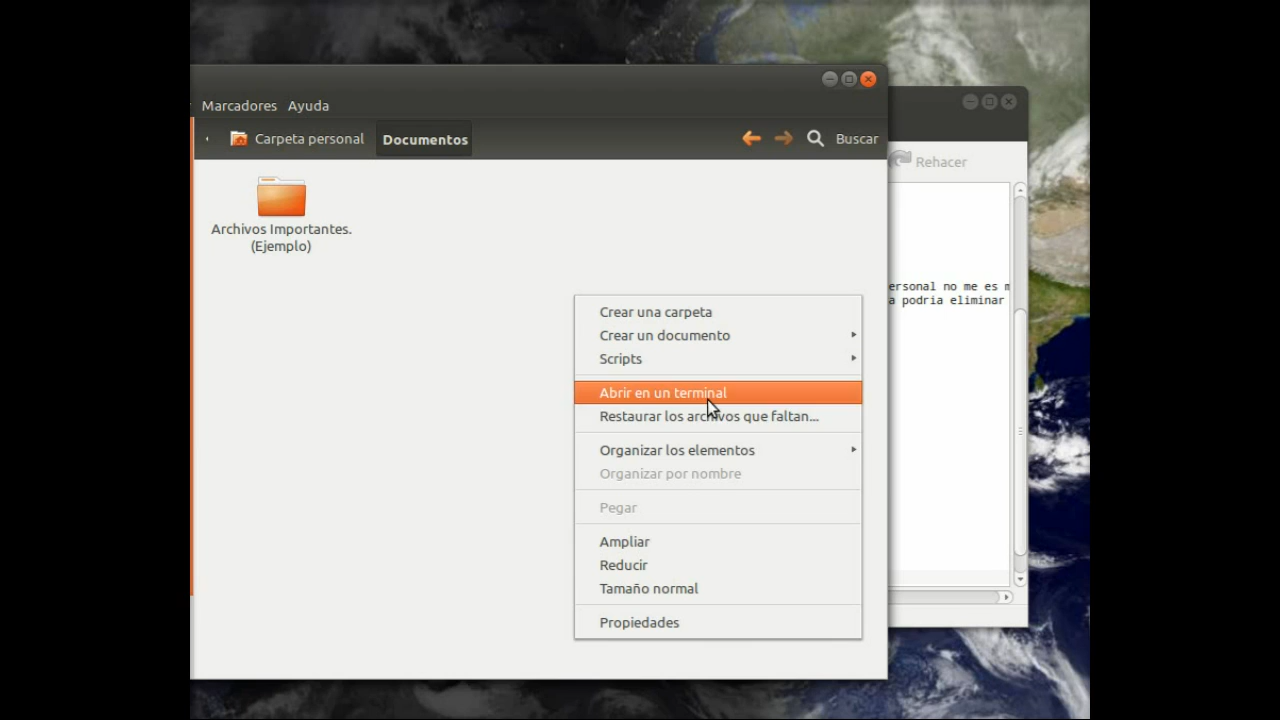 Marcadores Ayuda
Carpeta personal Documentos Buscar
Rehacer
Archivos Importantes.
(Ejemplo)
ersonal no me es
a podria eliminar
Crear una carpeta
Crear un documento
Scripts
Abrir en un terminal
Restaurar los archivos que faltan...
Organizar los elementos
Organizar por nombre
Pegar
Ampliar
Reducir
Tamaño normal
Propiedades